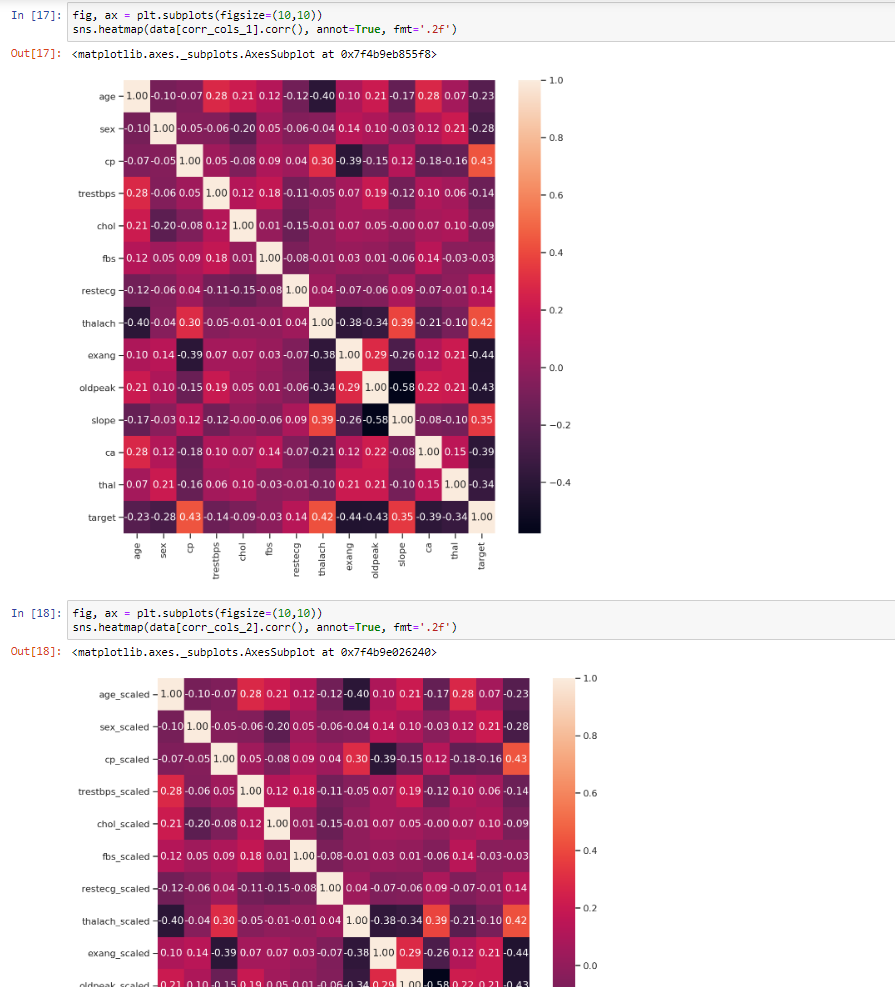 In [17]: fig, ax = plt.subplots(figsize=(10,10))
sns.heatmap(data[corr_cols_1].corr(), annot=True, fmt='.2f')
Out[17]: <matplotlib.axes._subplots.AxesSubplot at 0x7f4b9eb855f8>
1.0
age 1.00 -0.10 -0.07 0.28 0.21 0.12 -0.12 -0.40 0.10 0.21 -0.17 0.28 0.07 -0.23
sex -0.10 1.00 -0.05 -0.06 -0.20 0.05 -0.06 -0.04 0.14 0.10 -0.03 0.12 0.21 -0.28
0.8
cp -0.07 -0.05 1.00 0.05 -0.08 0.09 0.04 0.30 -0.39 -0.15 0.12 -0.18 -0.16 0.43
trestbps 0.28 -0.06 0.05 1.00 0.12 0.18 -0.11 -0.05 0.07 0.19 -0.12 0.10 0.06 -0.14
0.6
chol 0.21 -0.20 -0.08 0.12 1.00 0.01 -0.15 -0.01 0.07 0.05 -0.00 0.07 0.10 -0.09
0.4
fbs 0.12 0.05 0.09 0.18 0.01 1.00 -0.08 -0.01 0.03 0.01 -0.06 0.14 -0.03 -0.03
restecg -0.12 -0.06 0.04 -0.11 -0.15 -0.08 1.00 0.04 -0.07 -0.06 0.09 -0.07 -0.01 0.14
0.2
thalach -0.40 -0.04 0.30 -0.05 -0.01 -0.01 0.04 1.00 -0.38 -0.34 0.39 -0.21 -0.10 0.42
exang 0.10 0.14 -0.39 0.07 0.07 0.03 -0.07 -0.38 1.00 0.29 -0.26 0.12 0.21 -0.44
0.0
oldpeak 0.21 0.10 -0.15 0.19 0.05 0.01 -0.06 -0.34 0.29 1.00 -0.58 0.22 0.21 -0.43
slope -0.17 -0.03 0.12 -0.12 -0.00 -0.06 0.09 0.39 -0.26 -0.58 1.00 -0.08 -0.10 0.35
-0.2
ca 0.28 0.12 -0.18 0.10 0.07 0.14 -0.07 -0.21 0.12 0.22 -0.08 1.00 0.15 -0.39
thal 0.07 0.21 -0.16 0.06 0.10 -0.03 -0.01 -0.10 0.21 0.21 -0.10 0.15 1.00 -0.34
-0.4
target -0.23 -0.28 0.43 -0.14 -0.09 -0.03 0.14 0.42 -0.44 -0.43 0.35 -0.39 -0.34 1.00
age sex cp trestbps chol fbs restecg thalach exang oldpeak slope ca thal target
In [18]: fig, ax = plt.subplots(figsize=(10,10))
sns.heatmap(data[corr_cols_2].corr(), annot=True, fmt='.2f')
Out[18]: <matplotlib.axes._subplots.AxesSubplot at 0x7f4b9e026240>
1.0
age_scaled 1.00 -0.10 -0.07 0.28 0.21 0.12 -0.12 -0.40 0.10 0.21 -0.17 0.28 0.07 -0.23
sex_scaled -0.10 1.00 -0.05 -0.06 -0.20 0.05 -0.06 -0.04 0.14 0.10 -0.03 0.12 0.21 -0.28
0.8
cp_scaled -0.07 -0.05 1.00 0.05 -0.08 0.09 0.04 0.30 -0.39 -0.15 0.12 -0.18 -0.16 0.43
trestbps_scaled 0.28 -0.06 0.05 1.00 0.12 0.18 -0.11 -0.05 0.07 0.19 -0.12 0.10 0.06 -0.14
0.6
chol_scaled 0.21 -0.20 -0.08 0.12 1.00 0.01 -0.15 -0.01 0.07 0.05 -0.00 0.07 0.10 -0.09
0.4
fbs_scaled 0.12 0.05 0.09 0.18 0.01 1.00 -0.08 -0.01 0.03 0.01 -0.06 0.14 -0.03 -0.03
restecg_scaled -0.12 -0.06 0.04 -0.11 -0.15 -0.08 1.00 0.04 -0.07 -0.06 0.09 -0.07 -0.01 0.14
0.2
thalach_scaled -0.40 -0.04 0.30 -0.05 -0.01 -0.01 0.04 1.00 -0.38 -0.34 0.39 -0.21 -0.10 0.42
exang_scaled 0.10 0.14 -0.39 0.07 0.07 0.03 -0.07 -0.38 1.00 0.29 -0.26 0.12 0.21 -0.44
0.0
oldpeak_scaled 0.21 0.10 -0.15 0.19 0.05 0.01 -0.06 -0.34 0.29 1.00 -0.58 0.22 0.21 -0.43